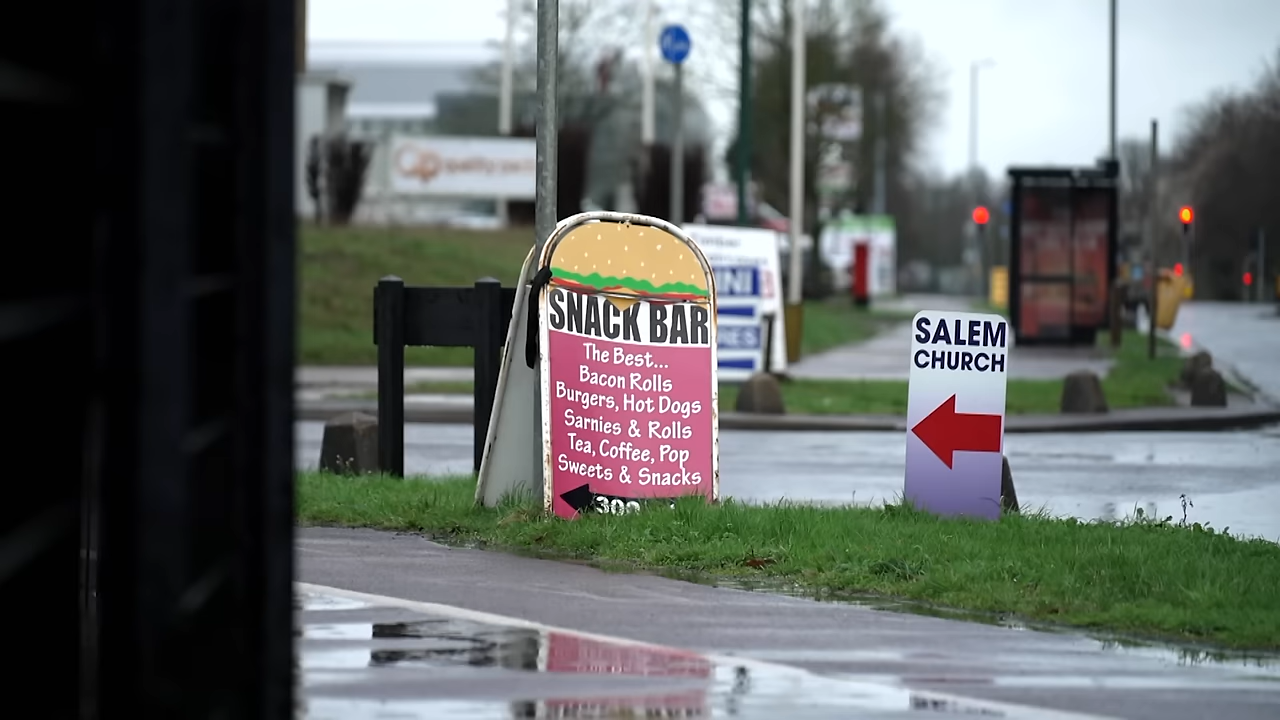 SNACK BAR
The Best...
Bacon Rolls
Burgers, Hot Dogs
Sarnies & Rolls
Tea, Coffee, Pop
Sweets & Snacks
SALEM
CHURCH